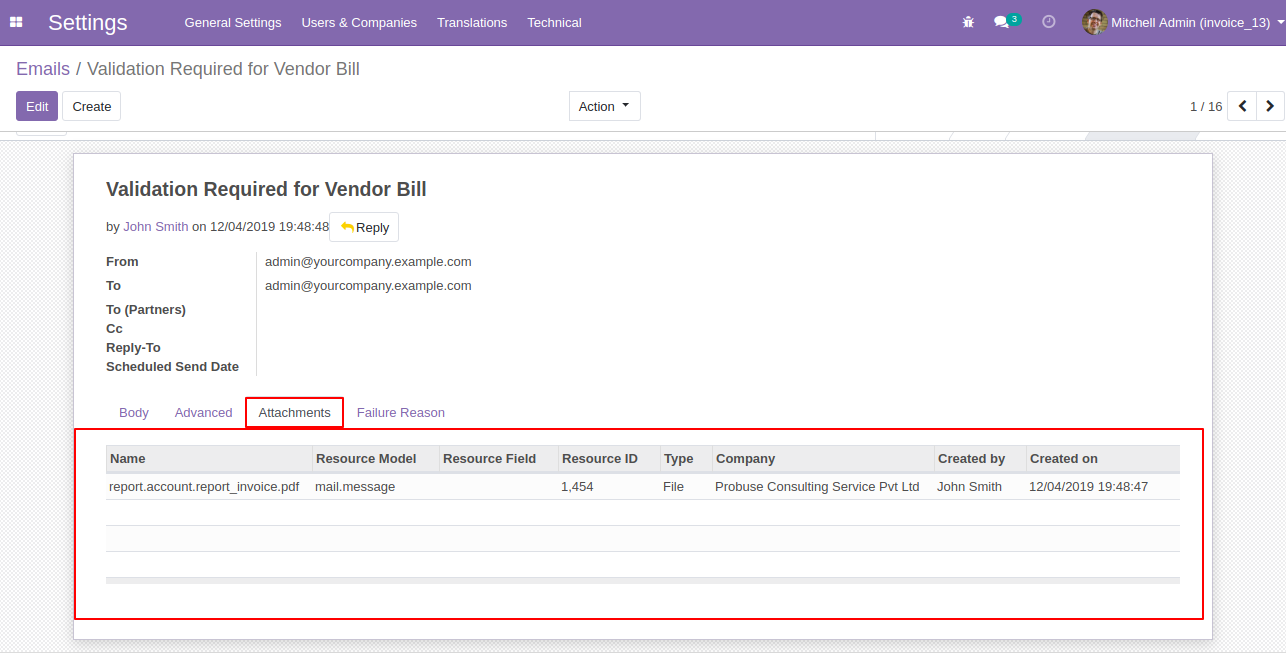 Settings General Settings Users & Companies Translations Technical 3 Mitchell Admin (invoice_13)
Emails / Validation Required for Vendor Bill
Edit Create Action 1 / 16
Validation Required for Vendor Bill
by John Smith on 12/04/2019 19:48:48 Reply
From admin@yourcompany.example.com
To admin@yourcompany.example.com
To (Partners)
Cc
Reply-To
Scheduled Send Date
Body Advanced Attachments Failure Reason
Name Resource Model Resource Field Resource ID Type Company Created by Created on
report.account.report_invoice.pdf mail.message 1,454 File Probuse Consulting Service Pvt Ltd John Smith 12/04/2019 19:48:47